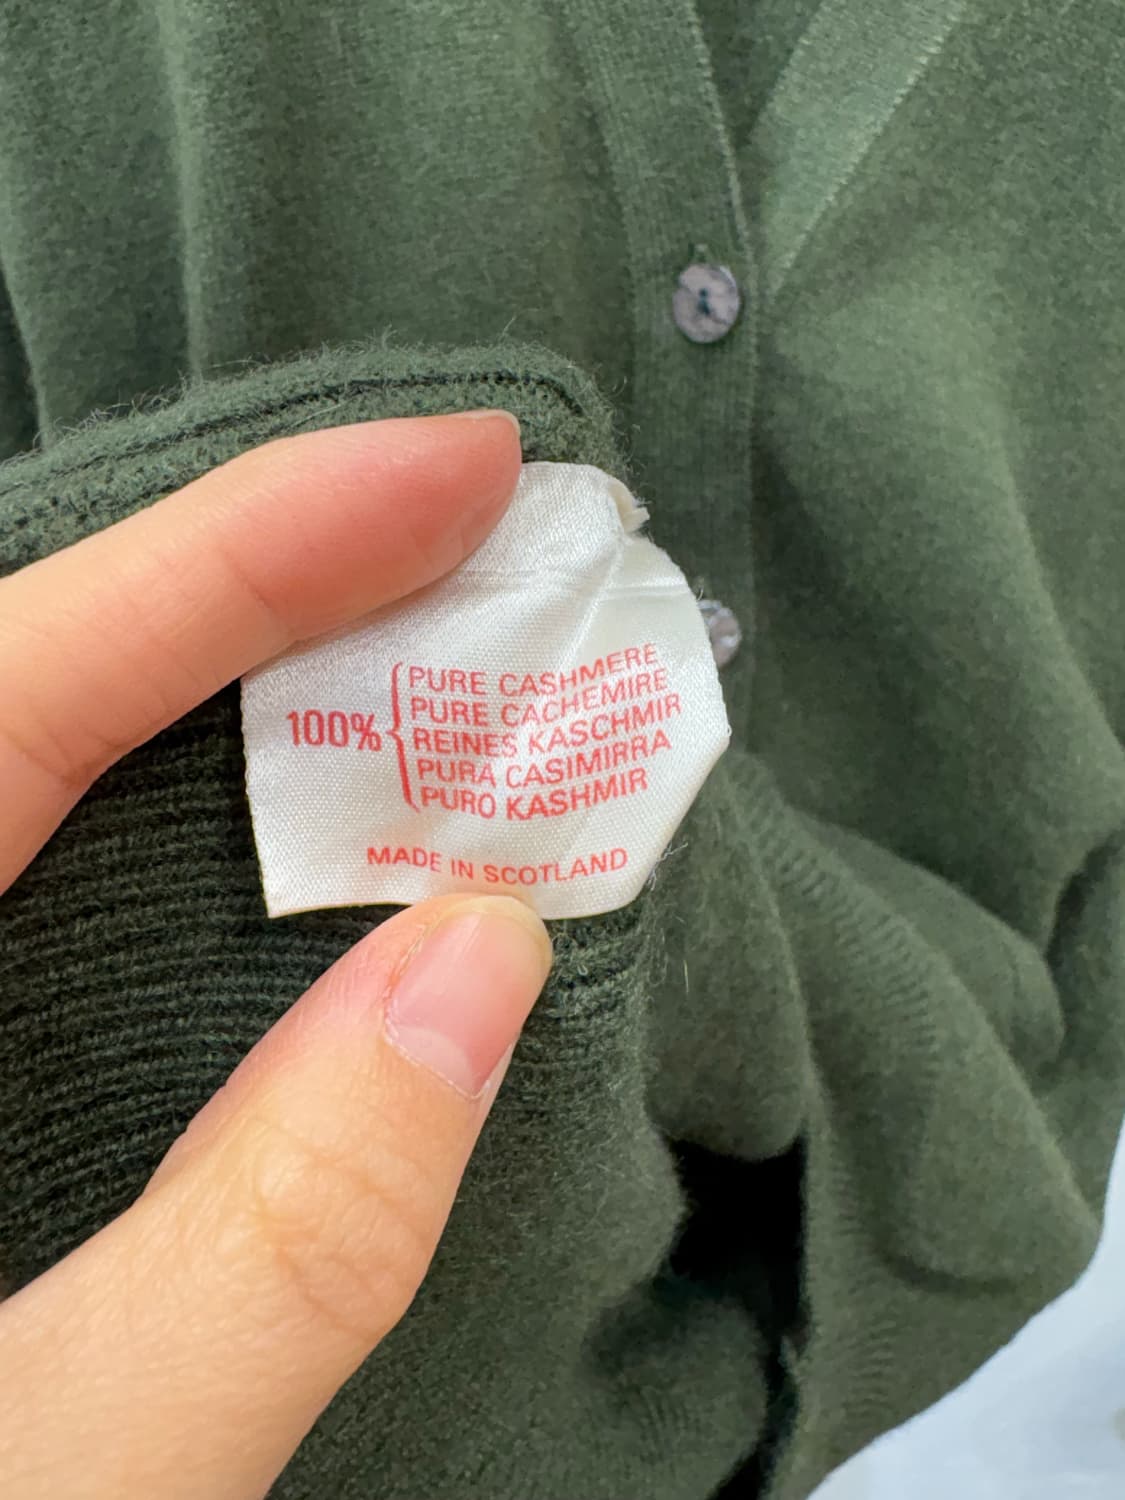 100%
PURE CASHMERE
PURE CACHEMIRE
REINES KASCHMIR
PURA CASIMIRRA
PURO KASHMIR
MADE IN SCOTLAND